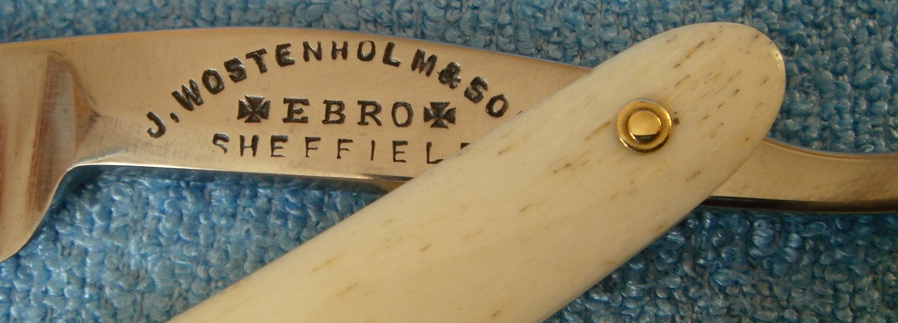 J. WOSTENHOLM & SO
✠ EBRO ✠
SHEFFIEL